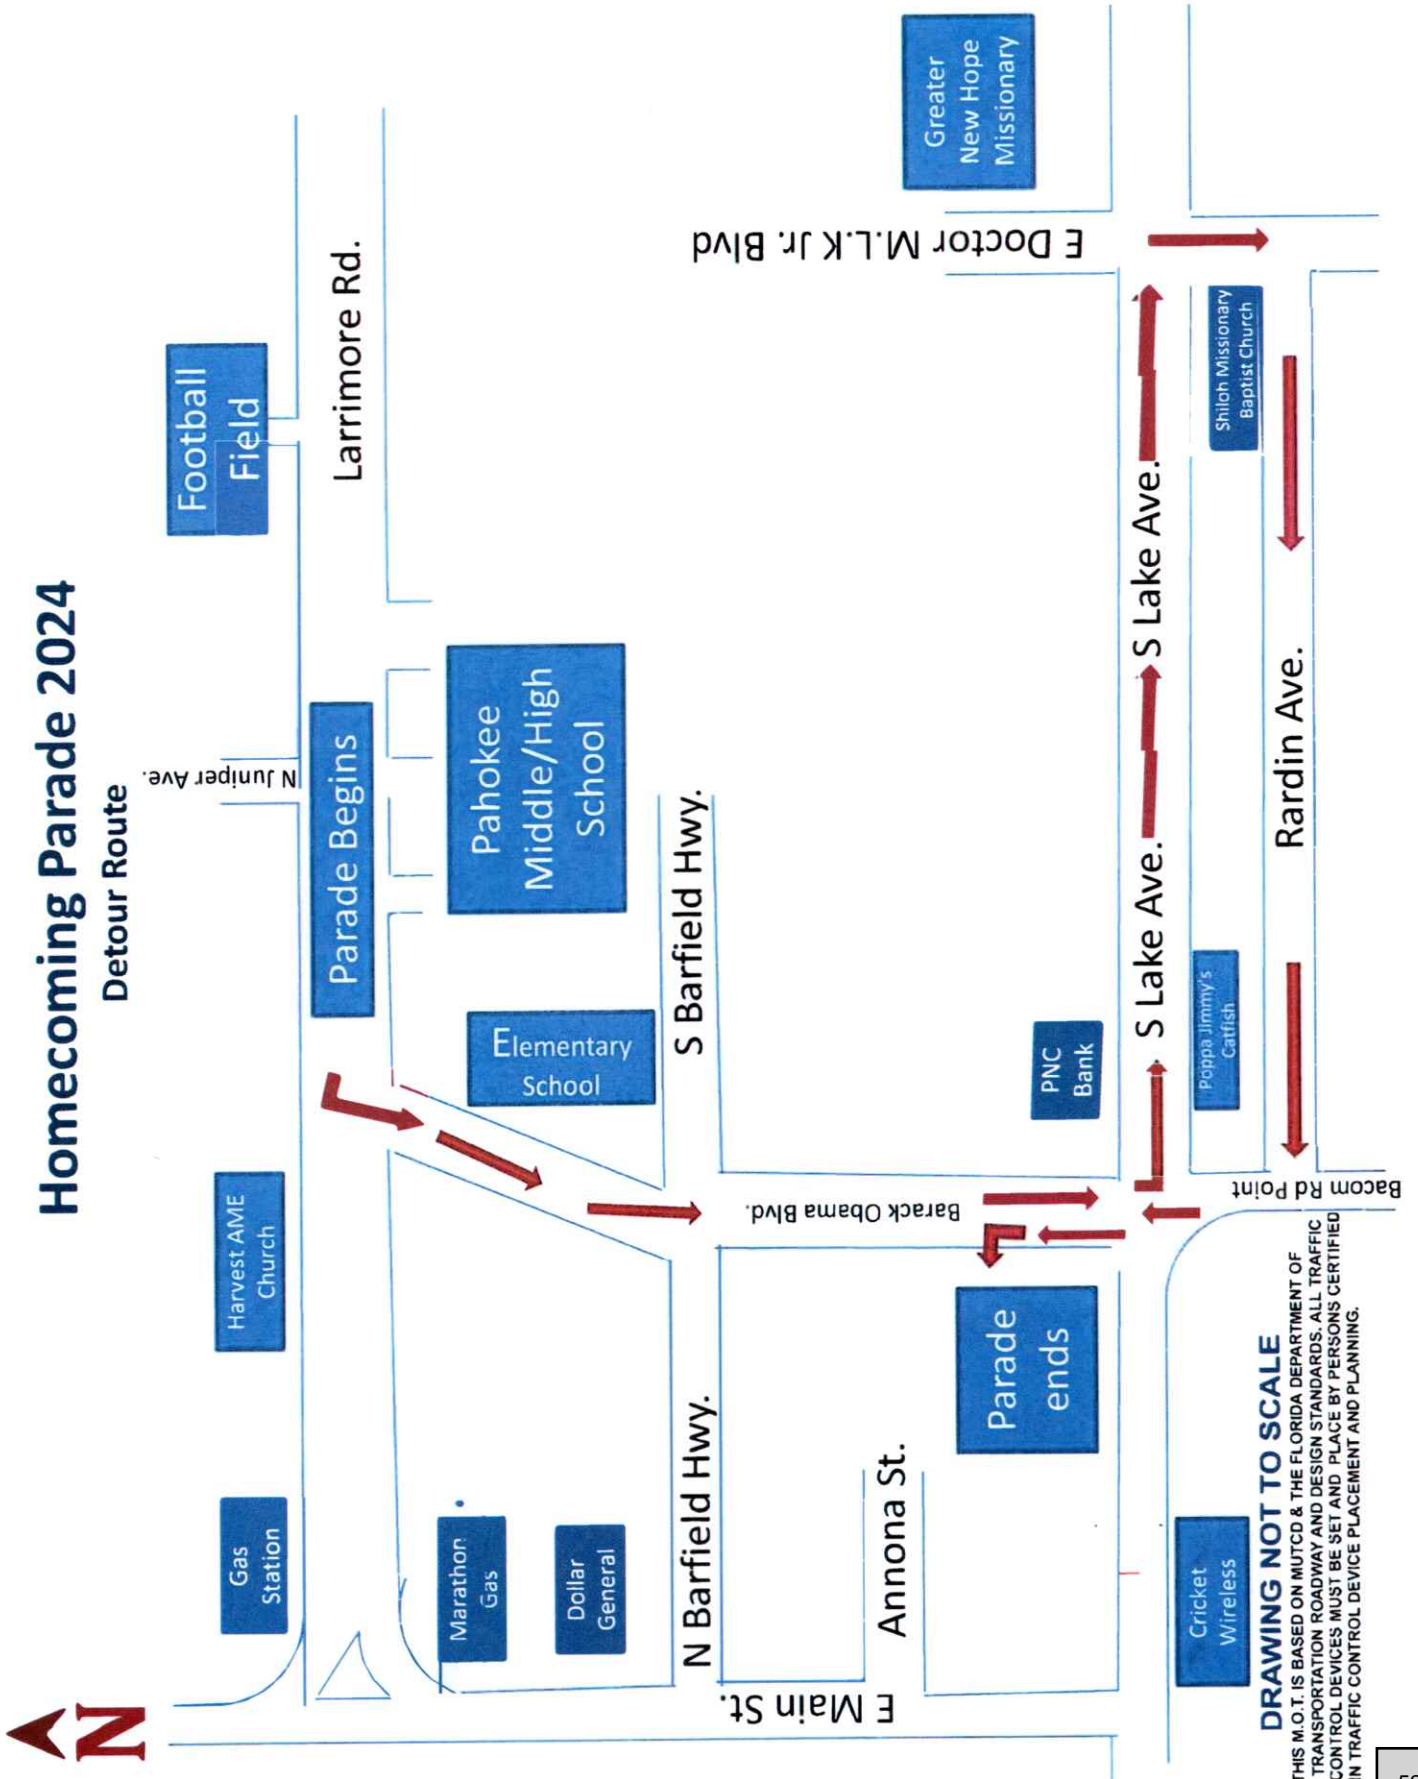 Homecoming Parade 2024
Detour Route
N
Gas
Station
Harvest AME
Church
N Juniper Ave.
Football
Field
Parade Begins
Larrimore Rd.
Marathon
Gas
Dollar
General
Elementary
School
Pahokee
Middle/High
School
N Barfield Hwy.
S Barfield Hwy.
E Main St.
Annona St.
Barack Obama Blvd.
E Doctor M.L.K Jr. Blvd
Greater
New Hope
Missionary
Parade
ends
PNC
Bank
S Lake Ave.
S Lake Ave.
Cricket
Wireless
Poppa Jimmy's
Catfish
Shiloh Missionary
Baptist Church
Bacom Rd Point
Rardin Ave.
DRAWING NOT TO SCALE
THIS M.O.T. IS BASED ON MUTCD & THE FLORIDA DEPARTMENT OF
TRANSPORTATION ROADWAY AND DESIGN STANDARDS. ALL TRAFFIC
CONTROL DEVICES MUST BE SET AND PLACE BY PERSONS CERTIFIED
IN TRAFFIC CONTROL DEVICE PLACEMENT AND PLANNING.